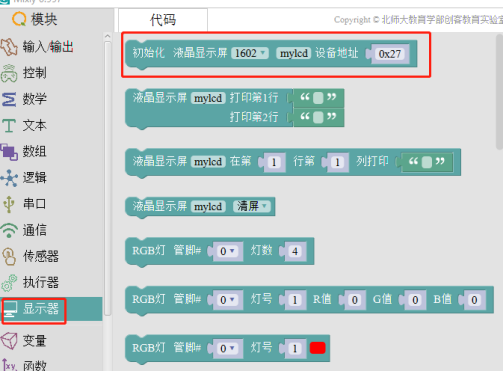 模块
代码
Copyright © 北师大教育学部创客教育实验室
输入/输出
控制
数学
文本
数组
逻辑
串口
通信
传感器
执行器
显示器
变量
函数
初始化 液晶显示屏 1602 mylcd 设备地址 0x27
液晶显示屏 mylcd 打印第1行 “ ”
打印第2行 “ ”
液晶显示屏 mylcd 在第 1 行第 1 列打印 “ ”
液晶显示屏 mylcd 清屏
RGB灯 管脚# 0 灯数 4
RGB灯 管脚# 0 灯号 1 R值 0 G值 0 B值 0
RGB灯 管脚# 0 灯号 1